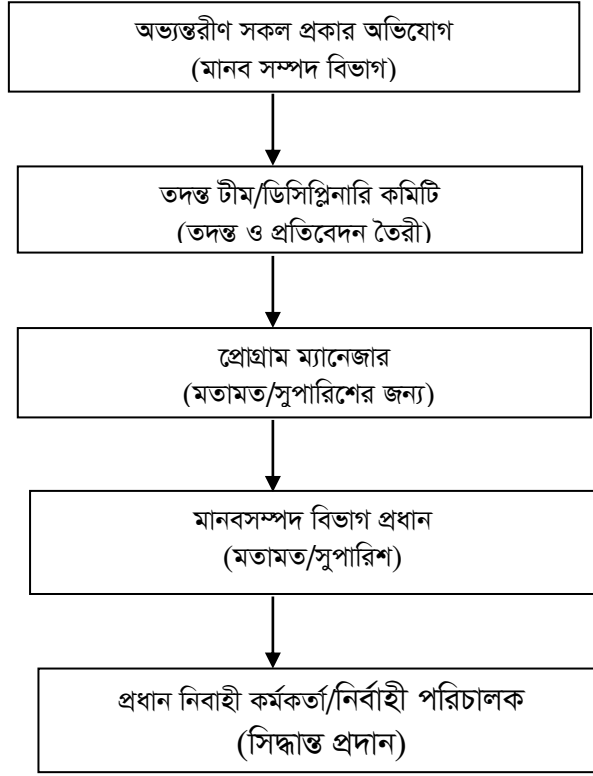 অভ্যন্তরীণ সকল প্রকার অভিযোগ
(মানব সম্পদ বিভাগ)
তদন্ত টীম/ডিসিপ্লিনারি কমিটি
(তদন্ত ও প্রতিবেদন তৈরী)
প্রোগ্রাম ম্যানেজার
(মতামত/সুপারিশের জন্য)
মানবসম্পদ বিভাগ প্রধান
(মতামত/সুপারিশ)
প্রধান নিবাহী কর্মকর্তা/নির্বাহী পরিচালক
(সিদ্ধান্ত প্রদান)